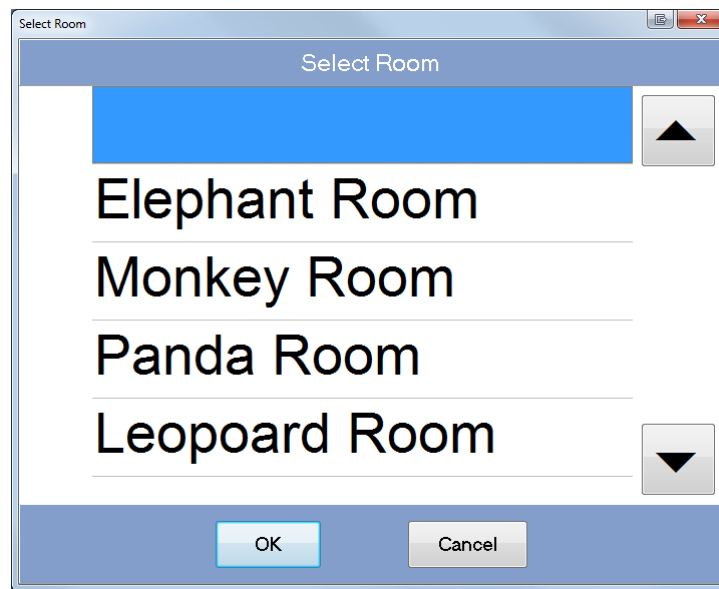 Select Room
Select Room
Elephant Room
Monkey Room
Panda Room
Leopoard Room
OK
Cancel